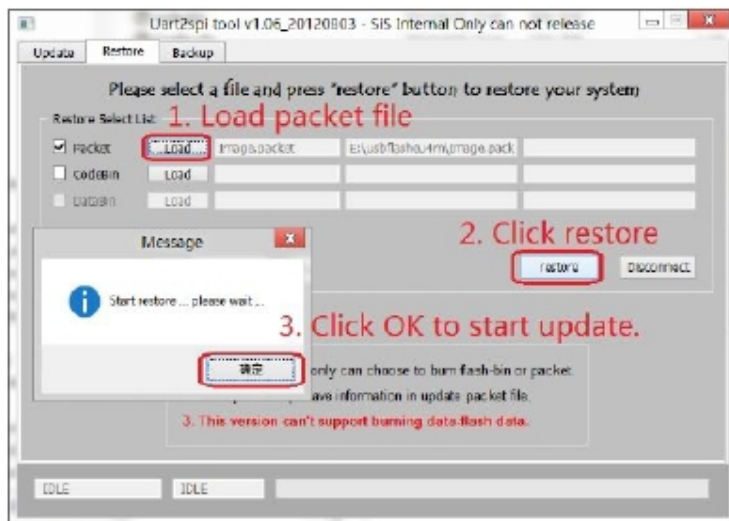 Uart2spi tool v1.06_20120803 - SiS Internal Only can not release
Update
Restore
Backup
Please select a file and press "restore" button to restore your system
1. Load packet file
Restore Select List
Packet
Load
image.packet
CodeBin
Load
DataBin
Load
2. Click restore
Message
restore
Disconnect
Start restore ... please wait ...
3. Click OK to start update.
确定
only can choose to burn flash-bin or packet
information in update packet file.
3. This version can't support burning data-flash data.
IDLE
IDLE